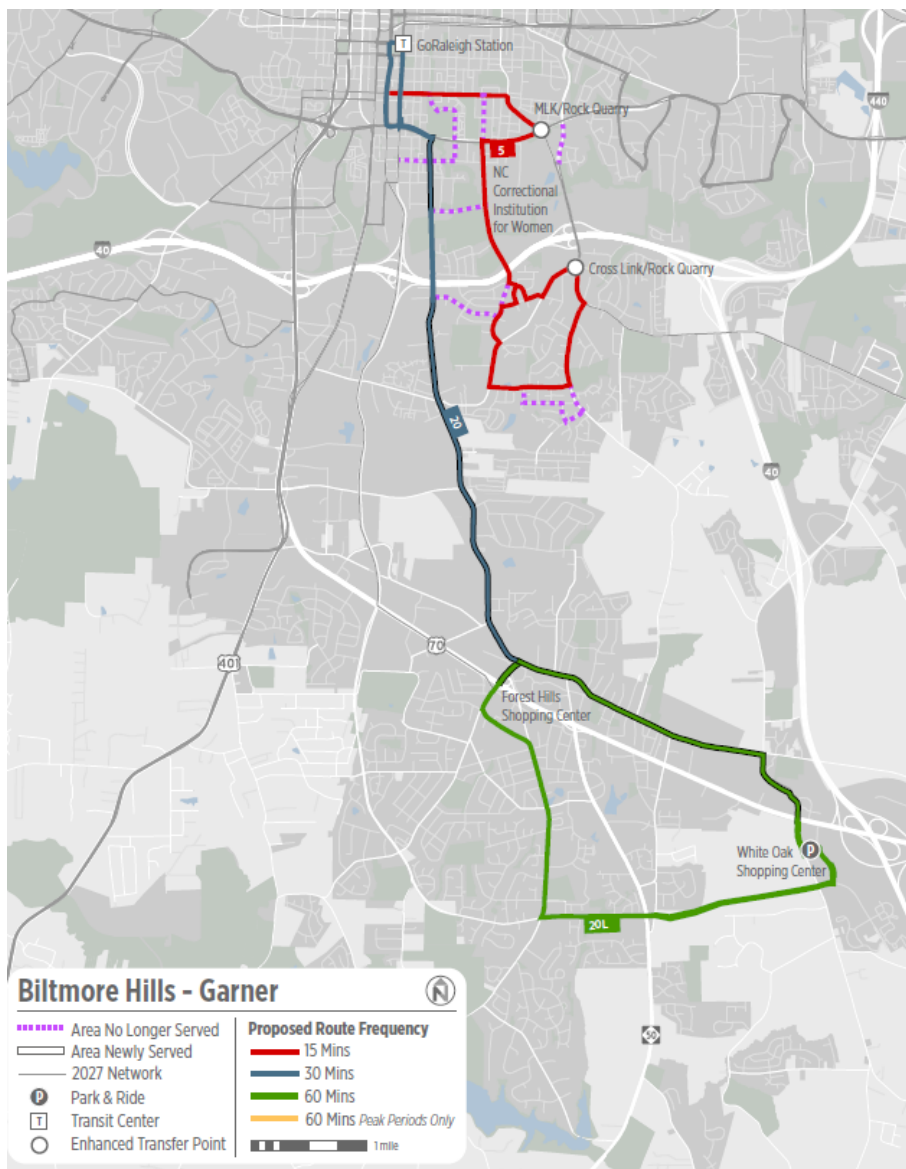 GoRaleigh Station
440
MLK/Rock Quarry
5
NC
Correctional
Institution
for Women
40
Cross Link/Rock Quarry
20
40
70
401
Forest Hills
Shopping Center
White Oak
Shopping Center
P
20L
50
Biltmore Hills - Garner
N
Area No Longer Served
Area Newly Served
2027 Network
P
Park & Ride
T
Transit Center
Enhanced Transfer Point
Proposed Route Frequency
15 Mins
30 Mins
60 Mins
60 Mins Peak Periods Only
1 mile
T